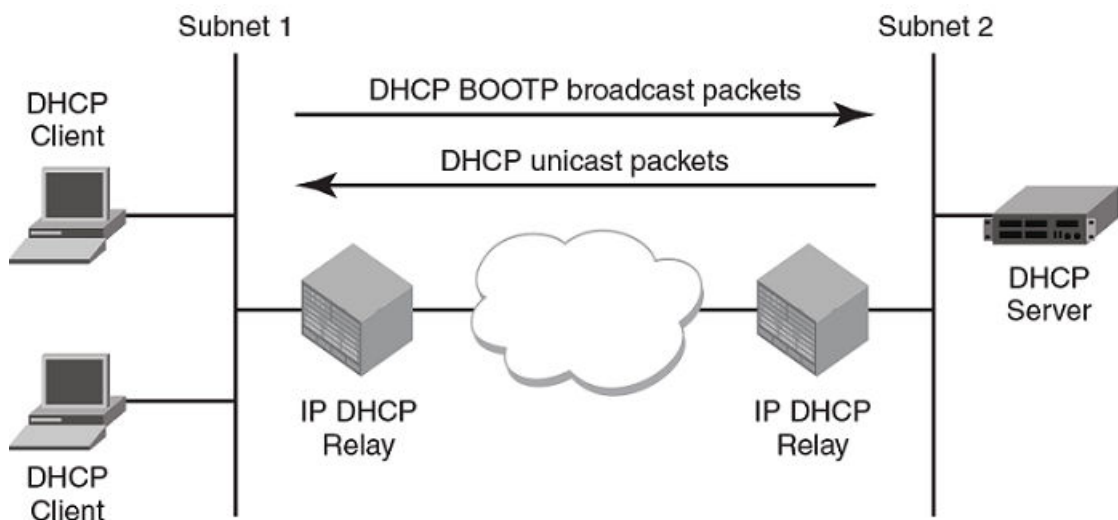 Subnet 1
Subnet 2
DHCP BOOTP broadcast packets
DHCP
Client
DHCP unicast packets
IP DHCP
Relay
IP DHCP
Relay
DHCP
Server
DHCP
Client